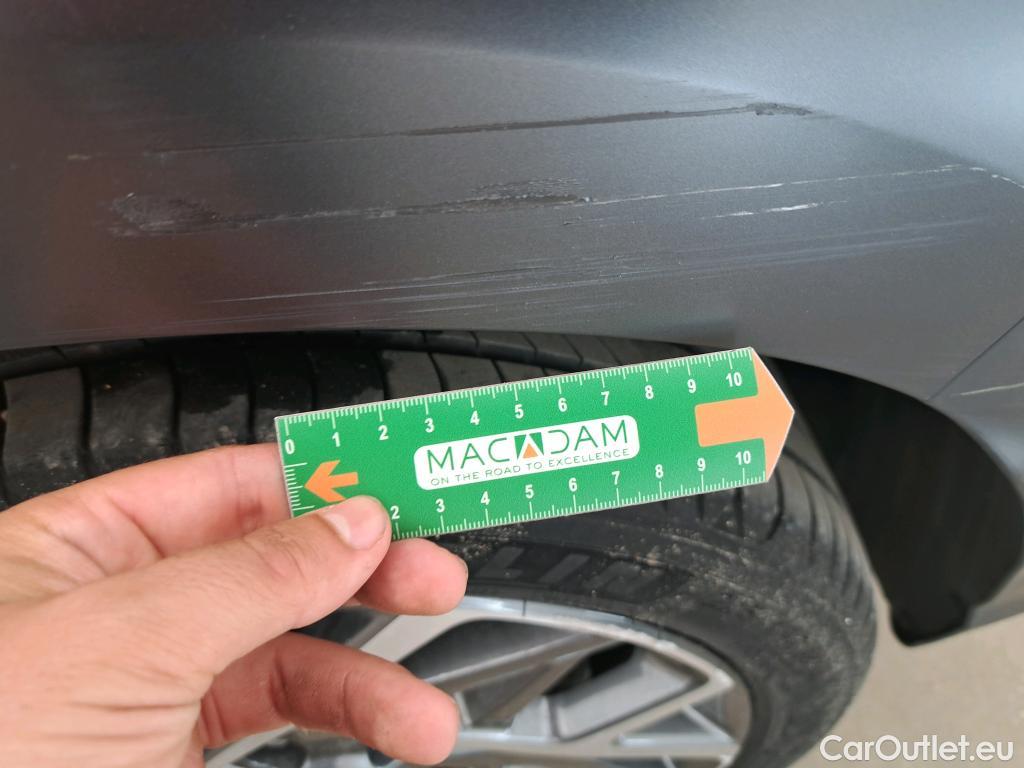 0 1 2 3 4 5 6 7 8 9 10
MACADAM
ON THE ROAD TO EXCELLENCE
2 3 4 5 6 7 8 9 10
CarOutlet.eu